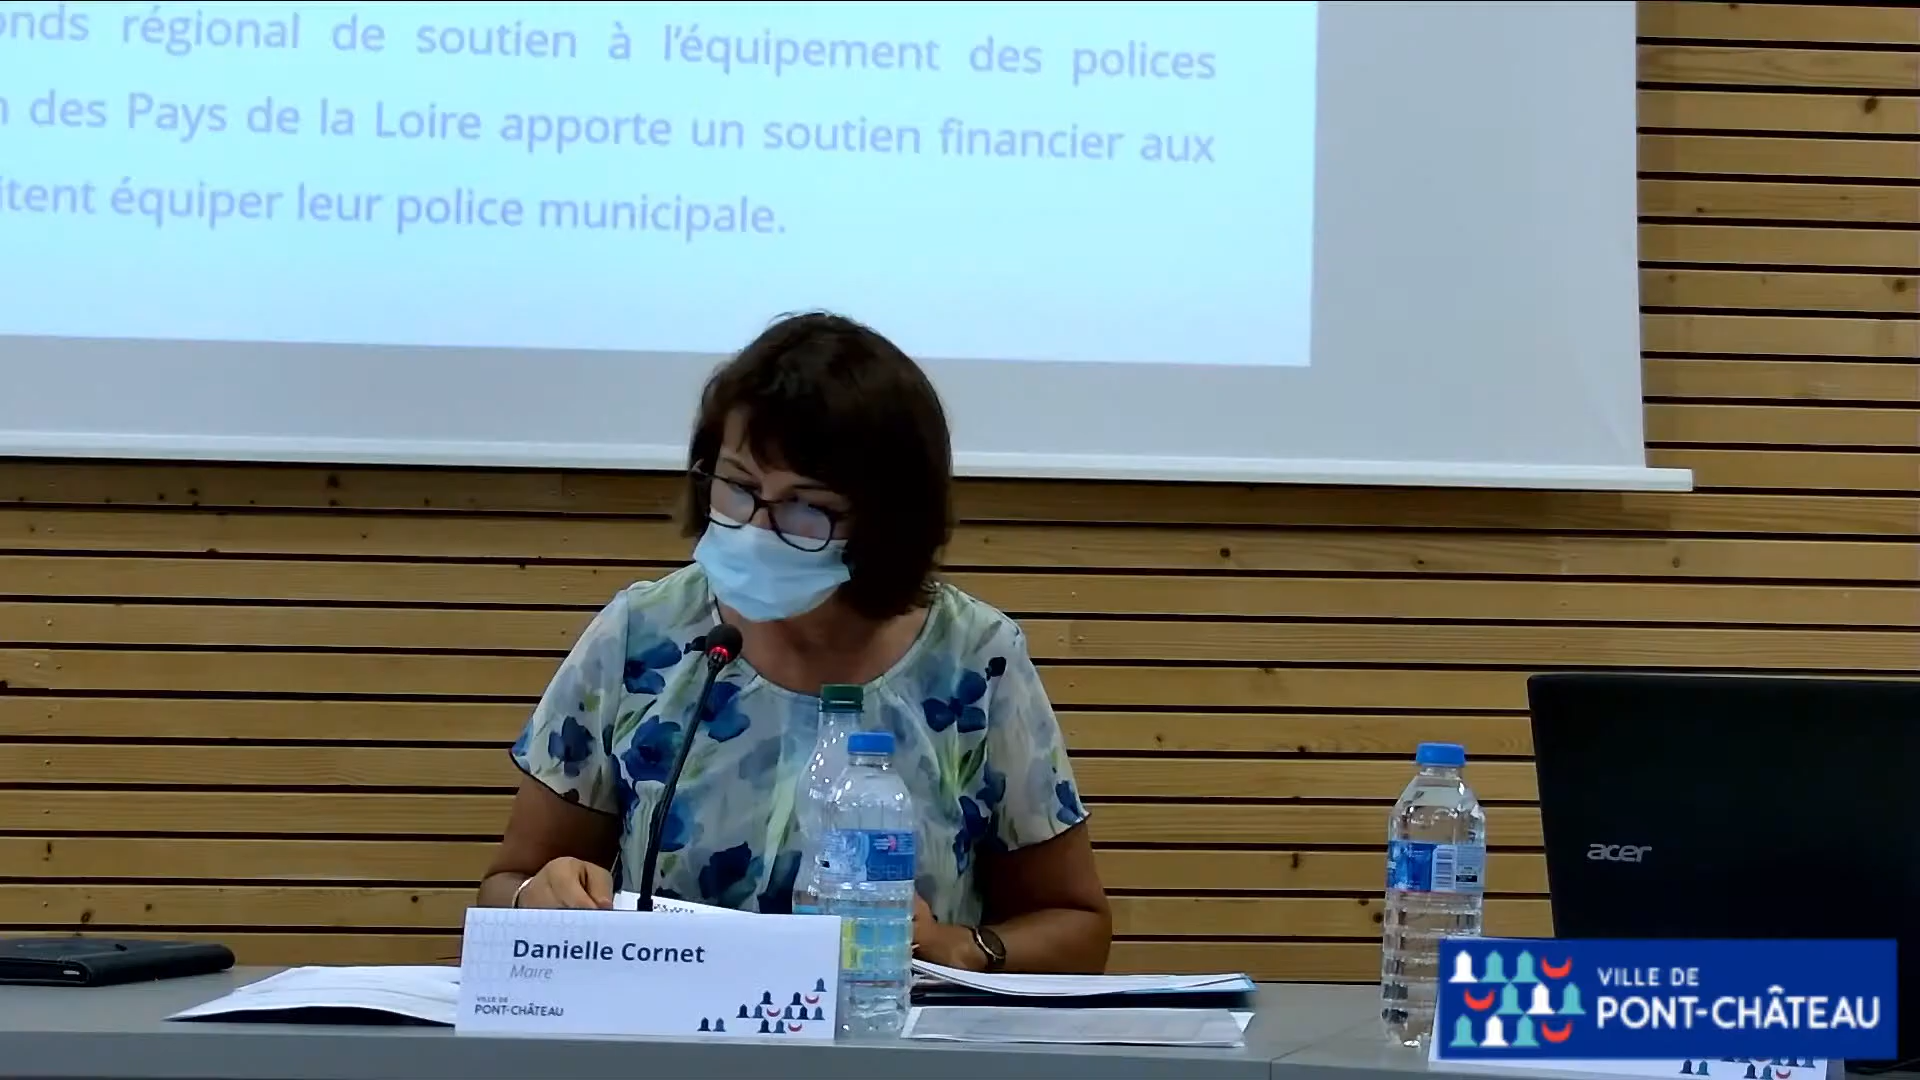 onds régional de soutien à l'équipement des polices
des Pays de la Loire apporte un soutien financier aux
itent équiper leur police municipale.
acer
Danielle Cornet
Maire
VILLE DE
PONT-CHÂTEAU
VILLE DE
PONT-CHÂTEAU